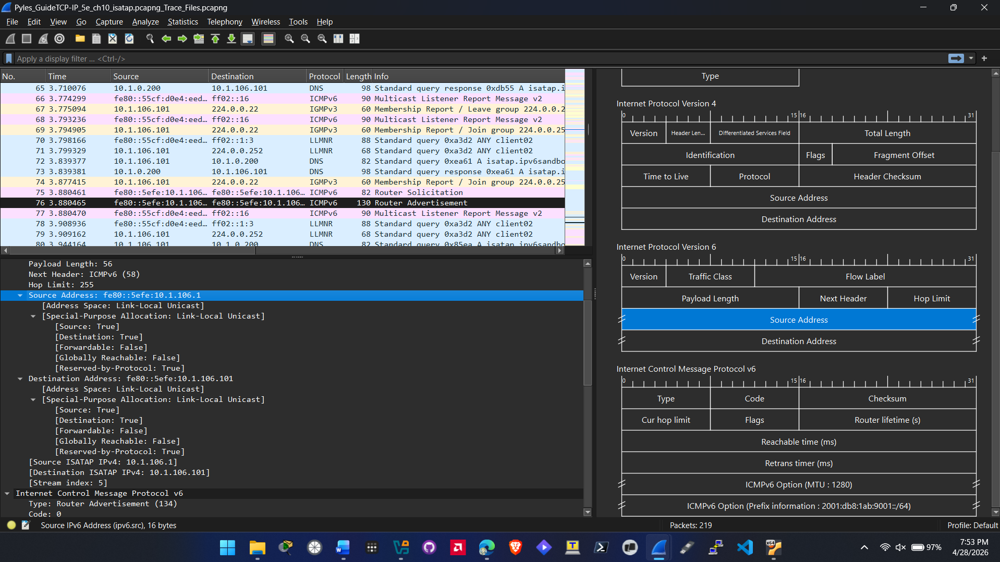 Pyles_GuideTCP-IP_5e_ch10_isatap.pcapng_Trace_Files.pcapng
File Edit View Go Capture Analyze Statistics Telephony Wireless Tools Help
Apply a display filter … <Ctrl-/>
No. Time Source Destination Protocol Length Info
65 3.710076 10.1.0.200 10.1.106.101 DNS 98 Standard query response 0xdb55 A isatap.i
66 3.774299 fe80::55cf:d0e4:eed… ff02::16 ICMPv6 90 Multicast Listener Report Message v2
67 3.775094 10.1.106.101 224.0.0.22 IGMPv3 60 Membership Report / Leave group 224.0.0.2
68 3.793236 fe80::55cf:d0e4:eed… ff02::16 ICMPv6 90 Multicast Listener Report Message v2
69 3.794905 10.1.106.101 224.0.0.22 IGMPv3 60 Membership Report / Join group 224.0.0.25
70 3.798166 fe80::55cf:d0e4:eed… ff02::1:3 LLMNR 88 Standard query 0xa3d2 ANY client02
71 3.799329 10.1.106.101 224.0.0.252 LLMNR 68 Standard query 0xa3d2 ANY client02
72 3.839377 10.1.106.101 10.1.0.200 DNS 82 Standard query 0xea61 A isatap.ipv6sandbo
73 3.839381 10.1.0.200 10.1.106.101 DNS 98 Standard query response 0xea61 A isatap.i
74 3.877415 10.1.106.101 224.0.0.22 IGMPv3 60 Membership Report / Join group 224.0.0.25
75 3.880461 fe80::5efe:10.1.106… fe80::5efe:10.1.106… ICMPv6 82 Router Solicitation
76 3.880465 fe80::5efe:10.1.106… fe80::5efe:10.1.106… ICMPv6 130 Router Advertisement
77 3.880470 fe80::55cf:d0e4:eed… ff02::16 ICMPv6 90 Multicast Listener Report Message v2
78 3.908936 fe80::55cf:d0e4:eed… ff02::1:3 LLMNR 88 Standard query 0xa3d2 ANY client02
79 3.909162 10.1.106.101 224.0.0.252 LLMNR 68 Standard query 0xa3d2 ANY client02
80 3.944164 10.1.106.101 10.1.0.200 DNS 82 Standard query 0x85ea A isatap.ipv6sandbo
Payload Length: 56
Next Header: ICMPv6 (58)
Hop Limit: 255
Source Address: fe80::5efe:10.1.106.1
[Address Space: Link-Local Unicast]
[Special-Purpose Allocation: Link-Local Unicast]
[Source: True]
[Destination: True]
[Forwardable: False]
[Globally Reachable: False]
[Reserved-by-Protocol: True]
Destination Address: fe80::5efe:10.1.106.101
[Address Space: Link-Local Unicast]
[Special-Purpose Allocation: Link-Local Unicast]
[Source: True]
[Destination: True]
[Forwardable: False]
[Globally Reachable: False]
[Reserved-by-Protocol: True]
[Source ISATAP IPv4: 10.1.106.1]
[Destination ISATAP IPv4: 10.1.106.101]
[Stream index: 5]
Internet Control Message Protocol v6
Type: Router Advertisement (134)
Code: 0
Type
Internet Protocol Version 4
0 15 16 31
Version Header Len… Differentiated Services Field Total Length
Identification Flags Fragment Offset
Time to Live Protocol Header Checksum
Source Address
Destination Address
Internet Protocol Version 6
0 15 16 31
Version Traffic Class Flow Label
Payload Length Next Header Hop Limit
Source Address
Destination Address
Internet Control Message Protocol v6
0 15 16 31
Type Code Checksum
Cur hop limit Flags Router lifetime (s)
Reachable time (ms)
Retrans timer (ms)
ICMPv6 Option (MTU : 1280)
ICMPv6 Option (Prefix information : 2001:db8:1ab:9001::/64)
Source IPv6 Address (ipv6.src), 16 bytes
Packets: 219
Profile: Default
97%
7:53 PM
4/28/2026